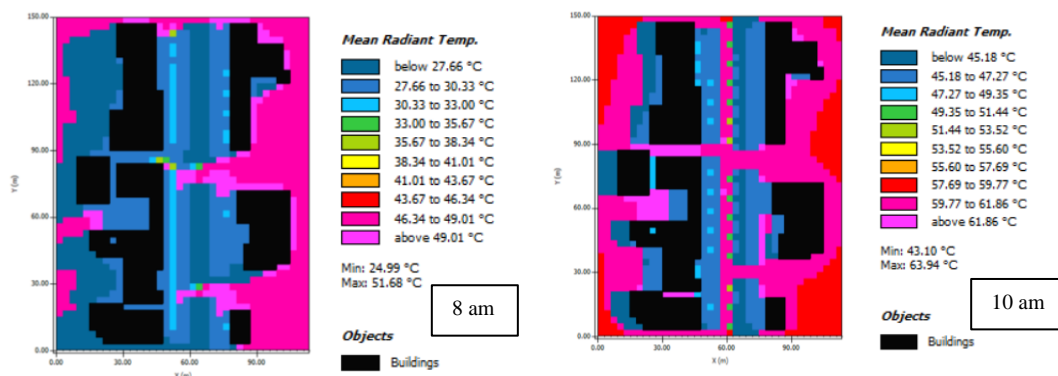 150.00
120.00
90.00
60.00
30.00
0.00
Y (m)
0.00 30.00 60.00 90.00
X (m)
Mean Radiant Temp.
below 27.66 °C
27.66 to 30.33 °C
30.33 to 33.00 °C
33.00 to 35.67 °C
35.67 to 38.34 °C
38.34 to 41.01 °C
41.01 to 43.67 °C
43.67 to 46.34 °C
46.34 to 49.01 °C
above 49.01 °C
Min: 24.99 °C
Max: 51.68 °C
8 am
Objects
Buildings
150.00
120.00
90.00
60.00
30.00
0.00
Y (m)
0.00 30.00 60.00 90.00
X (m)
Mean Radiant Temp.
below 45.18 °C
45.18 to 47.27 °C
47.27 to 49.35 °C
49.35 to 51.44 °C
51.44 to 53.52 °C
53.52 to 55.60 °C
55.60 to 57.69 °C
57.69 to 59.77 °C
59.77 to 61.86 °C
above 61.86 °C
Min: 43.10 °C
Max: 63.94 °C
10 am
Objects
Buildings